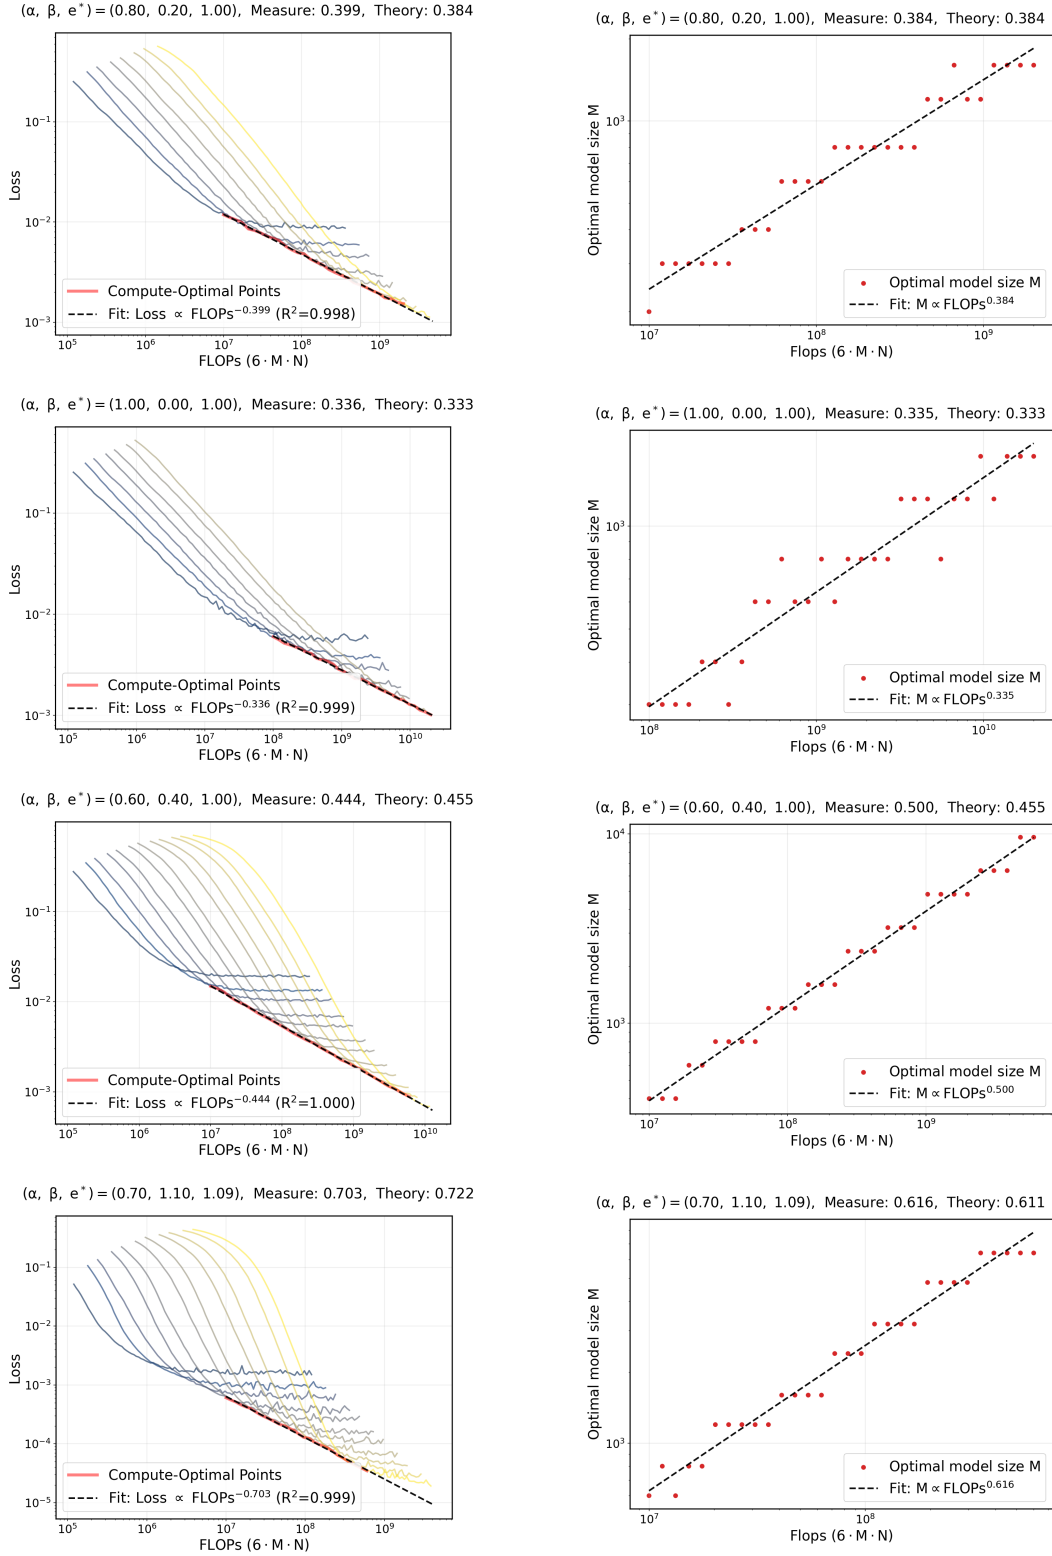 (α, β, e*) = (0.80, 0.20, 1.00), Measure: 0.399, Theory: 0.384
10⁻¹
10⁻²
10⁻³
Loss
Compute-Optimal Points
Fit: Loss ∝ FLOPs⁻⁰·³⁹⁹ (R²=0.998)
10⁵ 10⁶ 10⁷ 10⁸ 10⁹
FLOPs (6 · M · N)
(α, β, e*) = (0.80, 0.20, 1.00), Measure: 0.384, Theory: 0.384
10³
Optimal model size M
Optimal model size M
Fit: M ∝ FLOPs⁰·³⁸⁴
10⁷ 10⁸ 10⁹
Flops (6 · M · N)
(α, β, e*) = (1.00, 0.00, 1.00), Measure: 0.336, Theory: 0.333
10⁻¹
10⁻²
10⁻³
Loss
Compute-Optimal Points
Fit: Loss ∝ FLOPs⁻⁰·³³⁶ (R²=0.999)
10⁵ 10⁶ 10⁷ 10⁸ 10⁹ 10¹⁰
FLOPs (6 · M · N)
(α, β, e*) = (1.00, 0.00, 1.00), Measure: 0.335, Theory: 0.333
10³
Optimal model size M
Optimal model size M
Fit: M ∝ FLOPs⁰·³³⁵
10⁸ 10⁹ 10¹⁰
Flops (6 · M · N)
(α, β, e*) = (0.60, 0.40, 1.00), Measure: 0.444, Theory: 0.455
10⁻¹
10⁻²
10⁻³
Loss
Compute-Optimal Points
Fit: Loss ∝ FLOPs⁻⁰·⁴⁴⁴ (R²=1.000)
10⁵ 10⁶ 10⁷ 10⁸ 10⁹ 10¹⁰
FLOPs (6 · M · N)
(α, β, e*) = (0.60, 0.40, 1.00), Measure: 0.500, Theory: 0.455
10⁴
10³
Optimal model size M
Optimal model size M
Fit: M ∝ FLOPs⁰·⁵⁰⁰
10⁷ 10⁸ 10⁹
Flops (6 · M · N)
(α, β, e*) = (0.70, 1.10, 1.09), Measure: 0.703, Theory: 0.722
10⁻¹
10⁻²
10⁻³
10⁻⁴
10⁻⁵
Loss
Compute-Optimal Points
Fit: Loss ∝ FLOPs⁻⁰·⁷⁰³ (R²=0.999)
10⁵ 10⁶ 10⁷ 10⁸ 10⁹
FLOPs (6 · M · N)
(α, β, e*) = (0.70, 1.10, 1.09), Measure: 0.616, Theory: 0.611
10³
Optimal model size M
Optimal model size M
Fit: M ∝ FLOPs⁰·⁶¹⁶
10⁷ 10⁸
Flops (6 · M · N)